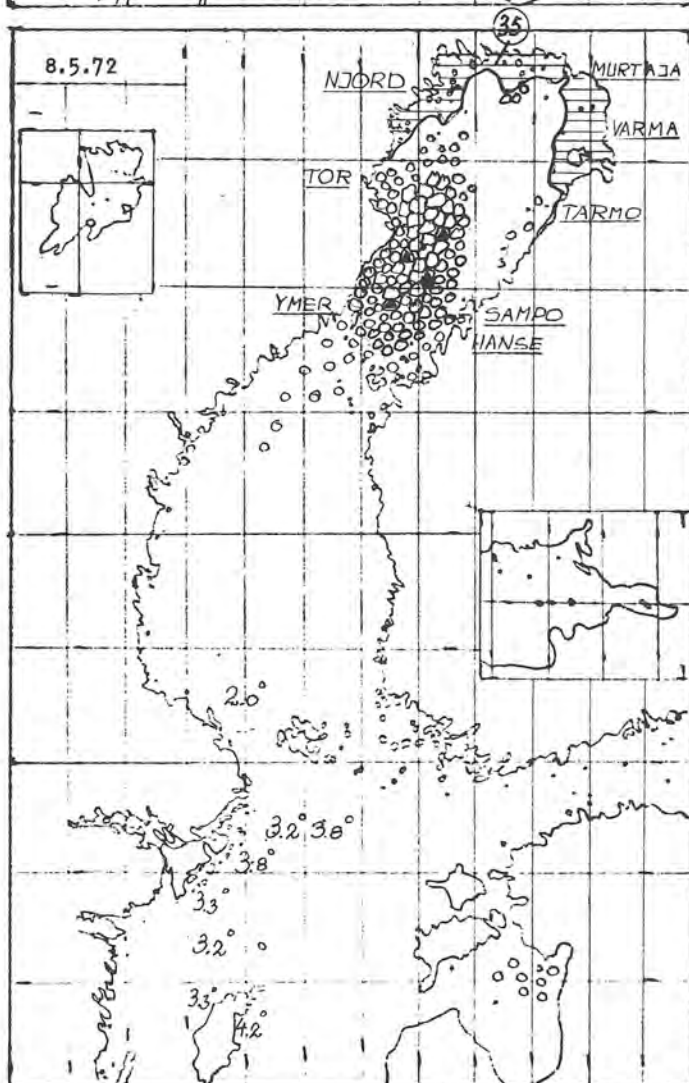 35
8.5.72
NJORD
MURTAJA
VARMA
TOR
TARMO
YMER
SAMPO
HANSE
2.0
3.2 3.8
3.8
3.3
3.2
3.3
4.2